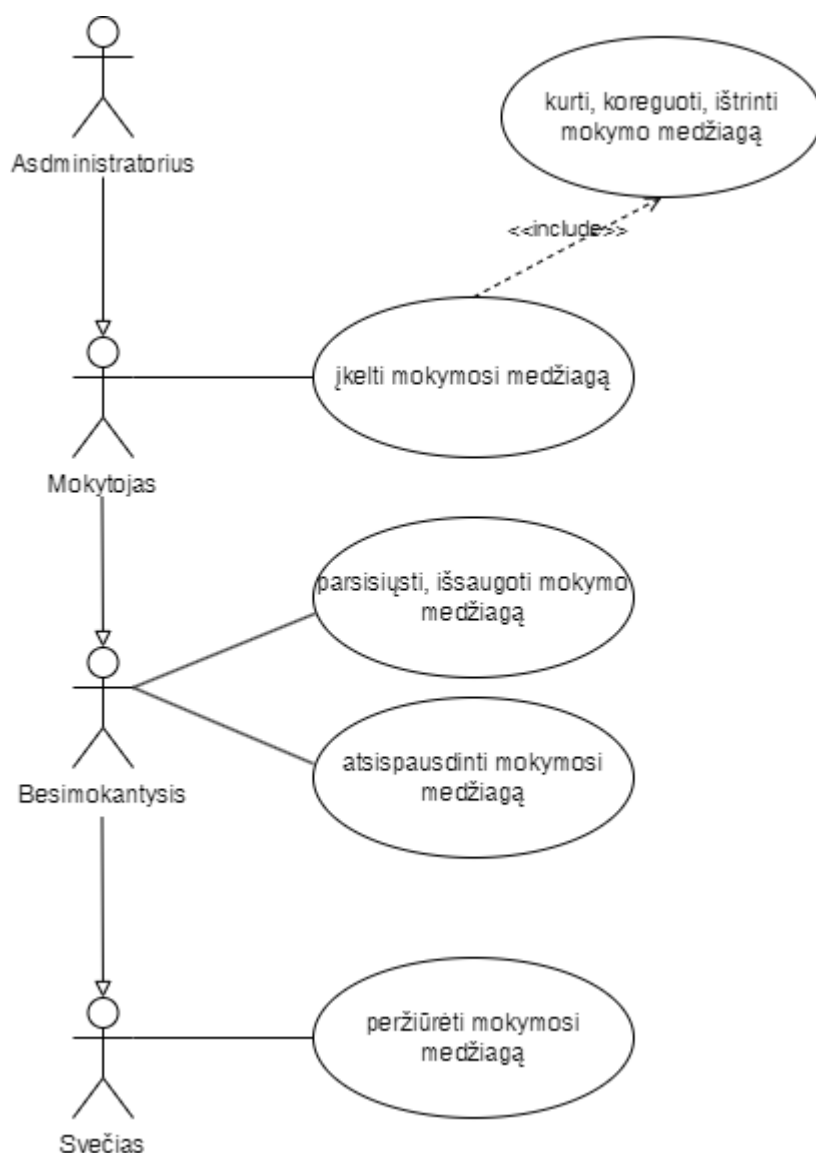 kurti, koreguoti, ištrinti
mokymo medžiagą
Asdministratorius
<<include>>
įkelti mokymosi medžiagą
Mokytojas
parsisiųsti, išsaugoti mokymo
medžiagą
atsispausdinti mokymosi
medžiagą
Besimokantysis
peržiūrėti mokymosi
medžiagą
Svečias